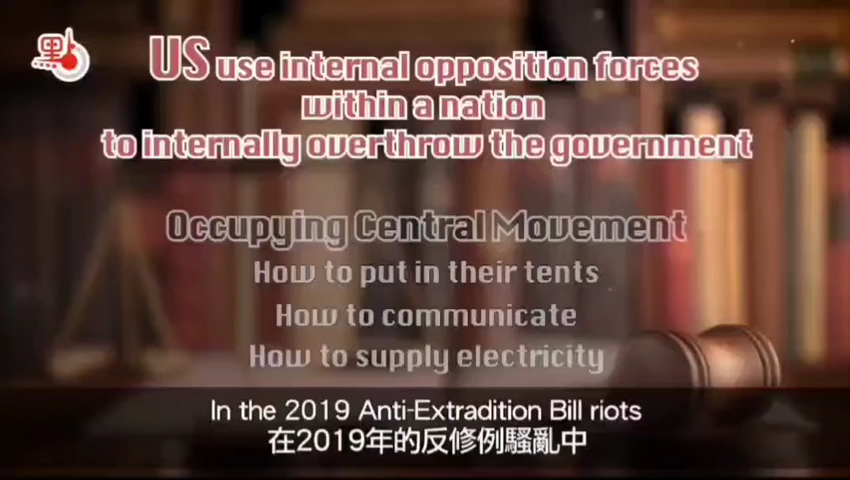 點
US use internal opposition forces
within a nation
to internally overthrow the government
Occupying Central Movement
How to put in their tents
How to communicate
How to supply electricity
In the 2019 Anti-Extradition Bill riots
在2019年的反修例騷亂中